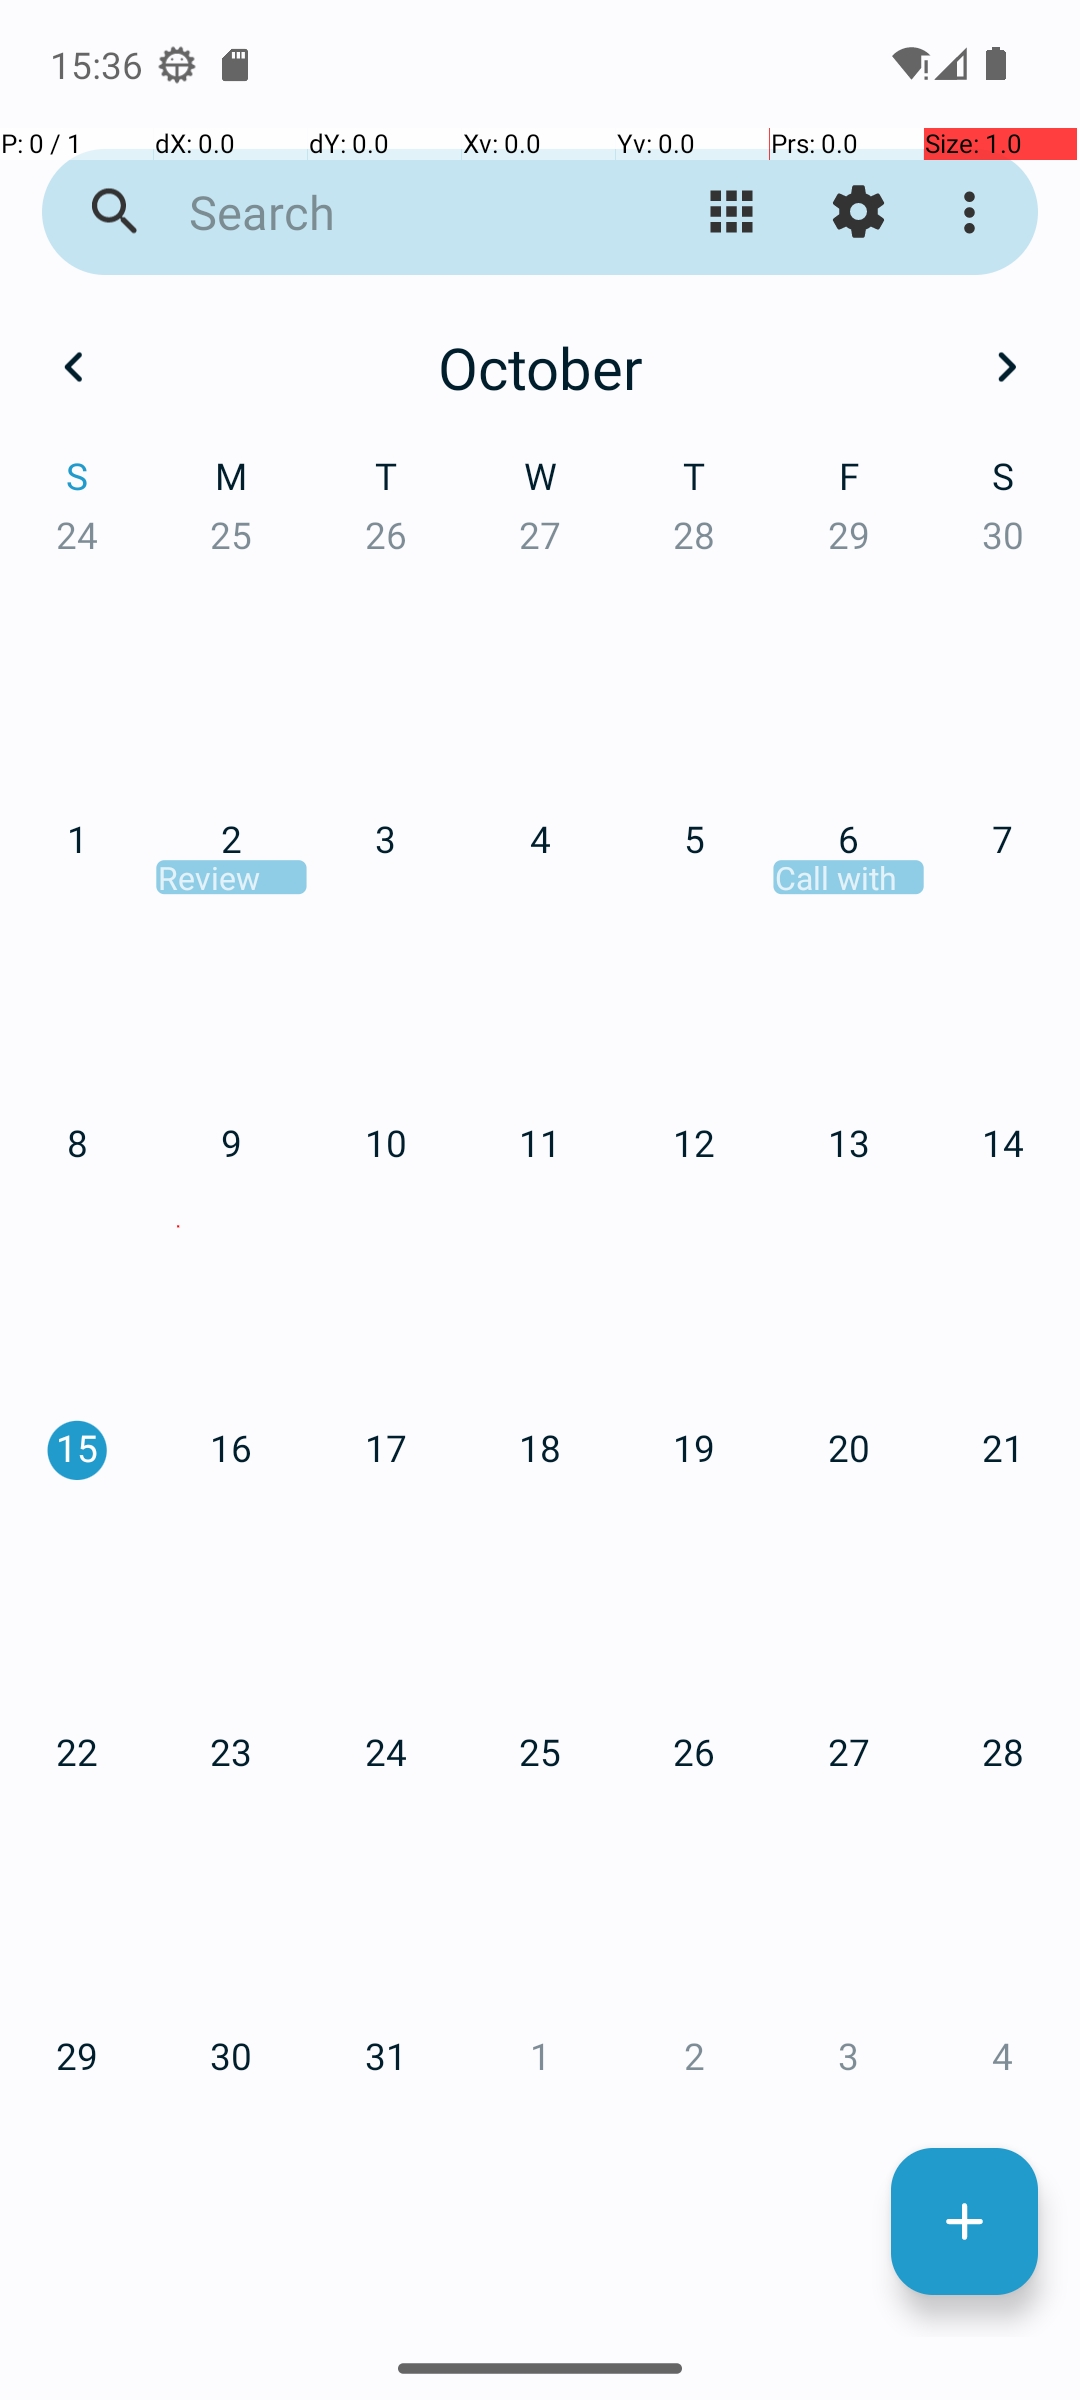 15:36
P: 0 / 1 dX: 0.0 dY: 0.0 Xv: 0.0 Yv: 0.0 Prs: 0.0 Size: 1.0
Search
October
S M T W T F S
24 25 26 27 28 29 30
1 2 3 4 5 6 7
Review Call with
8 9 10 11 12 13 14
15 16 17 18 19 20 21
22 23 24 25 26 27 28
29 30 31 1 2 3 4